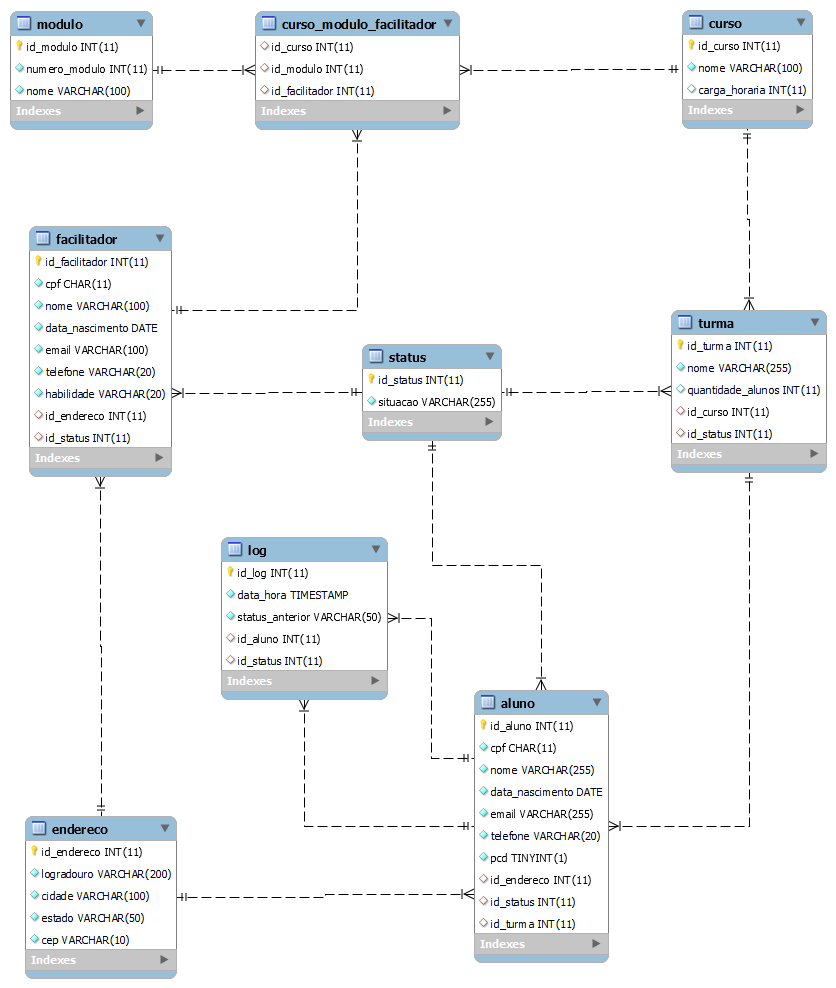 modulo
id_modulo INT(11)
numero_modulo INT(11)
nome VARCHAR(100)
Indexes
curso_modulo_facilitador
id_curso INT(11)
id_modulo INT(11)
id_facilitador INT(11)
Indexes
curso
id_curso INT(11)
nome VARCHAR(100)
carga_horaria INT(11)
Indexes
facilitador
id_facilitador INT(11)
cpf CHAR(11)
nome VARCHAR(100)
data_nascimento DATE
email VARCHAR(100)
telefone VARCHAR(20)
habilidade VARCHAR(20)
id_endereco INT(11)
id_status INT(11)
Indexes
status
id_status INT(11)
situacao VARCHAR(255)
Indexes
turma
id_turma INT(11)
nome VARCHAR(255)
quantidade_alunos INT(11)
id_curso INT(11)
id_status INT(11)
Indexes
log
id_log INT(11)
data_hora TIMESTAMP
status_anterior VARCHAR(50)
id_aluno INT(11)
id_status INT(11)
Indexes
aluno
id_aluno INT(11)
cpf CHAR(11)
nome VARCHAR(255)
data_nascimento DATE
email VARCHAR(255)
telefone VARCHAR(20)
pcd TINYINT(1)
id_endereco INT(11)
id_status INT(11)
id_turma INT(11)
Indexes
endereco
id_endereco INT(11)
logradouro VARCHAR(200)
cidade VARCHAR(100)
estado VARCHAR(50)
cep VARCHAR(10)
Indexes